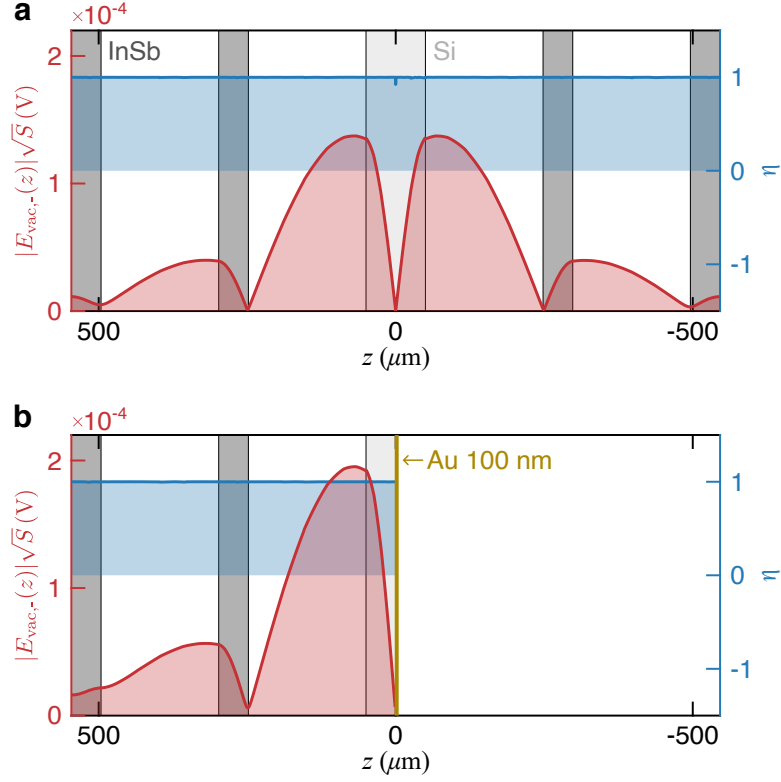 a
×10⁻⁴
InSb
Si
2
1
0
|E_vac,-(z)|√S (V)
1
0
-1
η
500
0
-500
z (μm)
b
×10⁻⁴
←Au 100 nm
2
1
0
|E_vac,-(z)|√S (V)
1
0
-1
η
500
0
-500
z (μm)